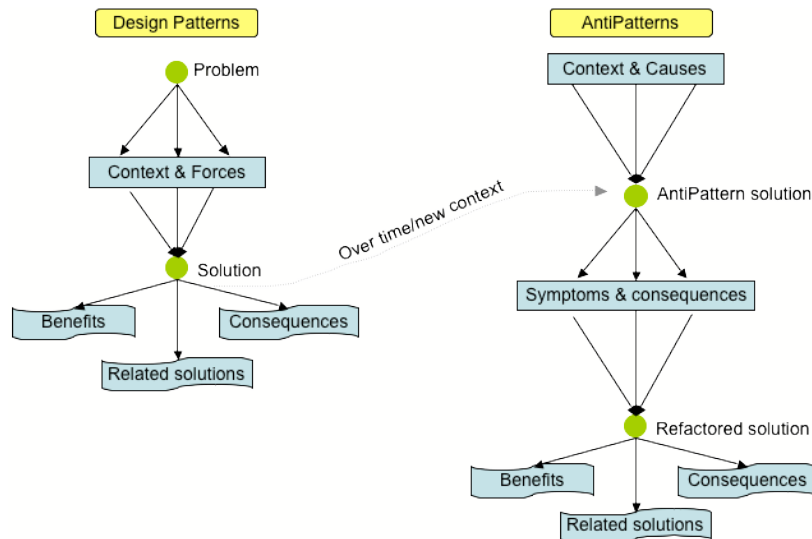 Design Patterns
Problem
Context & Forces
Solution
Benefits
Consequences
Related solutions
Over time/new context
AntiPatterns
Context & Causes
AntiPattern solution
Symptoms & consequences
Refactored solution
Benefits
Consequences
Related solutions